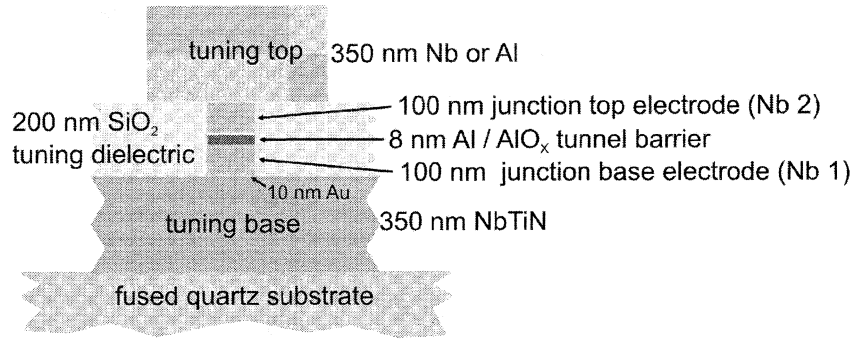 tuning top 350 nm Nb or Al
200 nm SiO₂
tuning dielectric
100 nm junction top electrode (Nb 2)
8 nm Al / AlOₓ tunnel barrier
100 nm junction base electrode (Nb 1)
10 nm Au
tuning base 350 nm NbTiN
fused quartz substrate